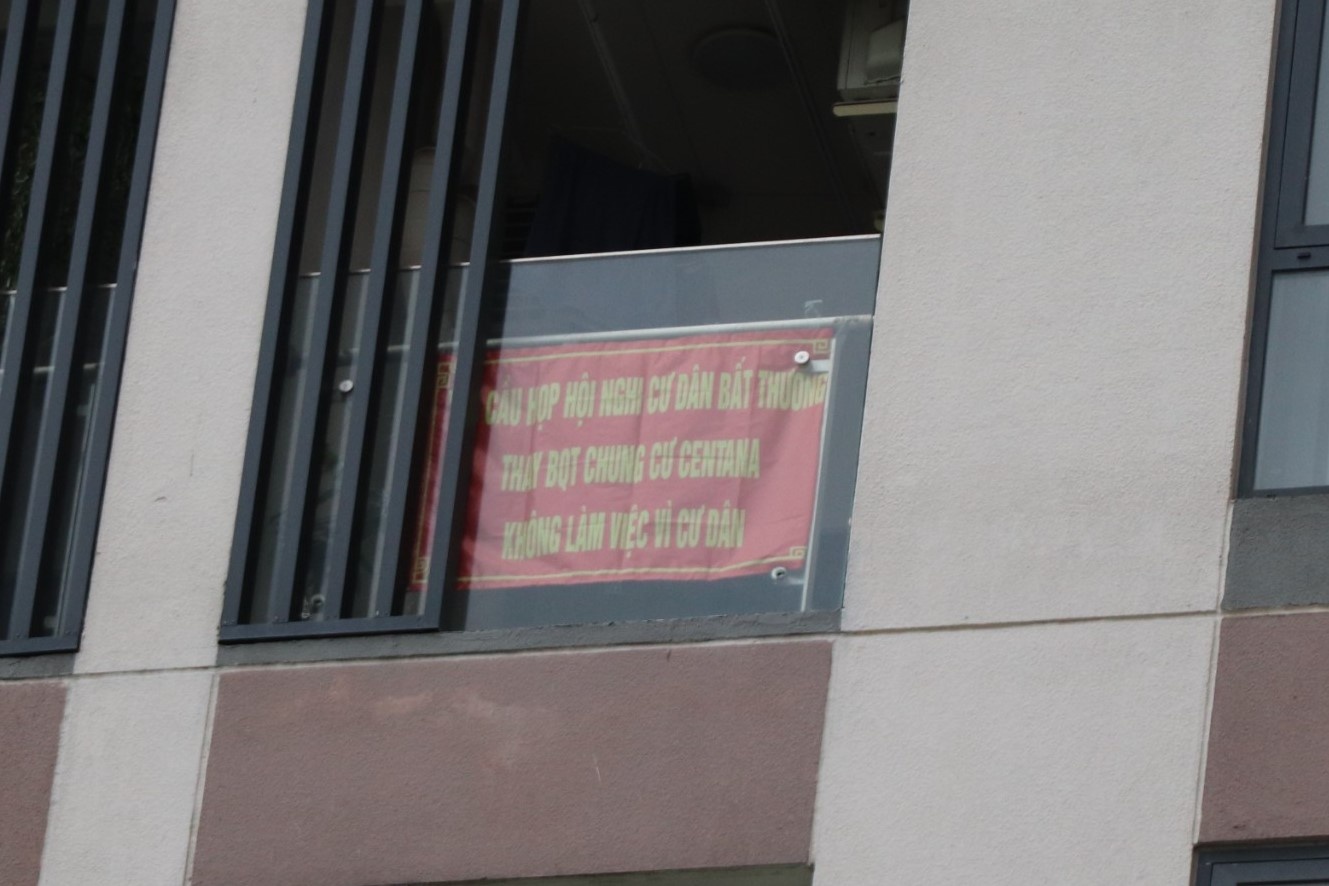 CẦU HỌP HỘI NGHỊ CƯ DÂN BẤT THƯỜNG
THAY BQT CHUNG CƯ CENTANA
KHÔNG LÀM VIỆC VÌ CƯ DÂN